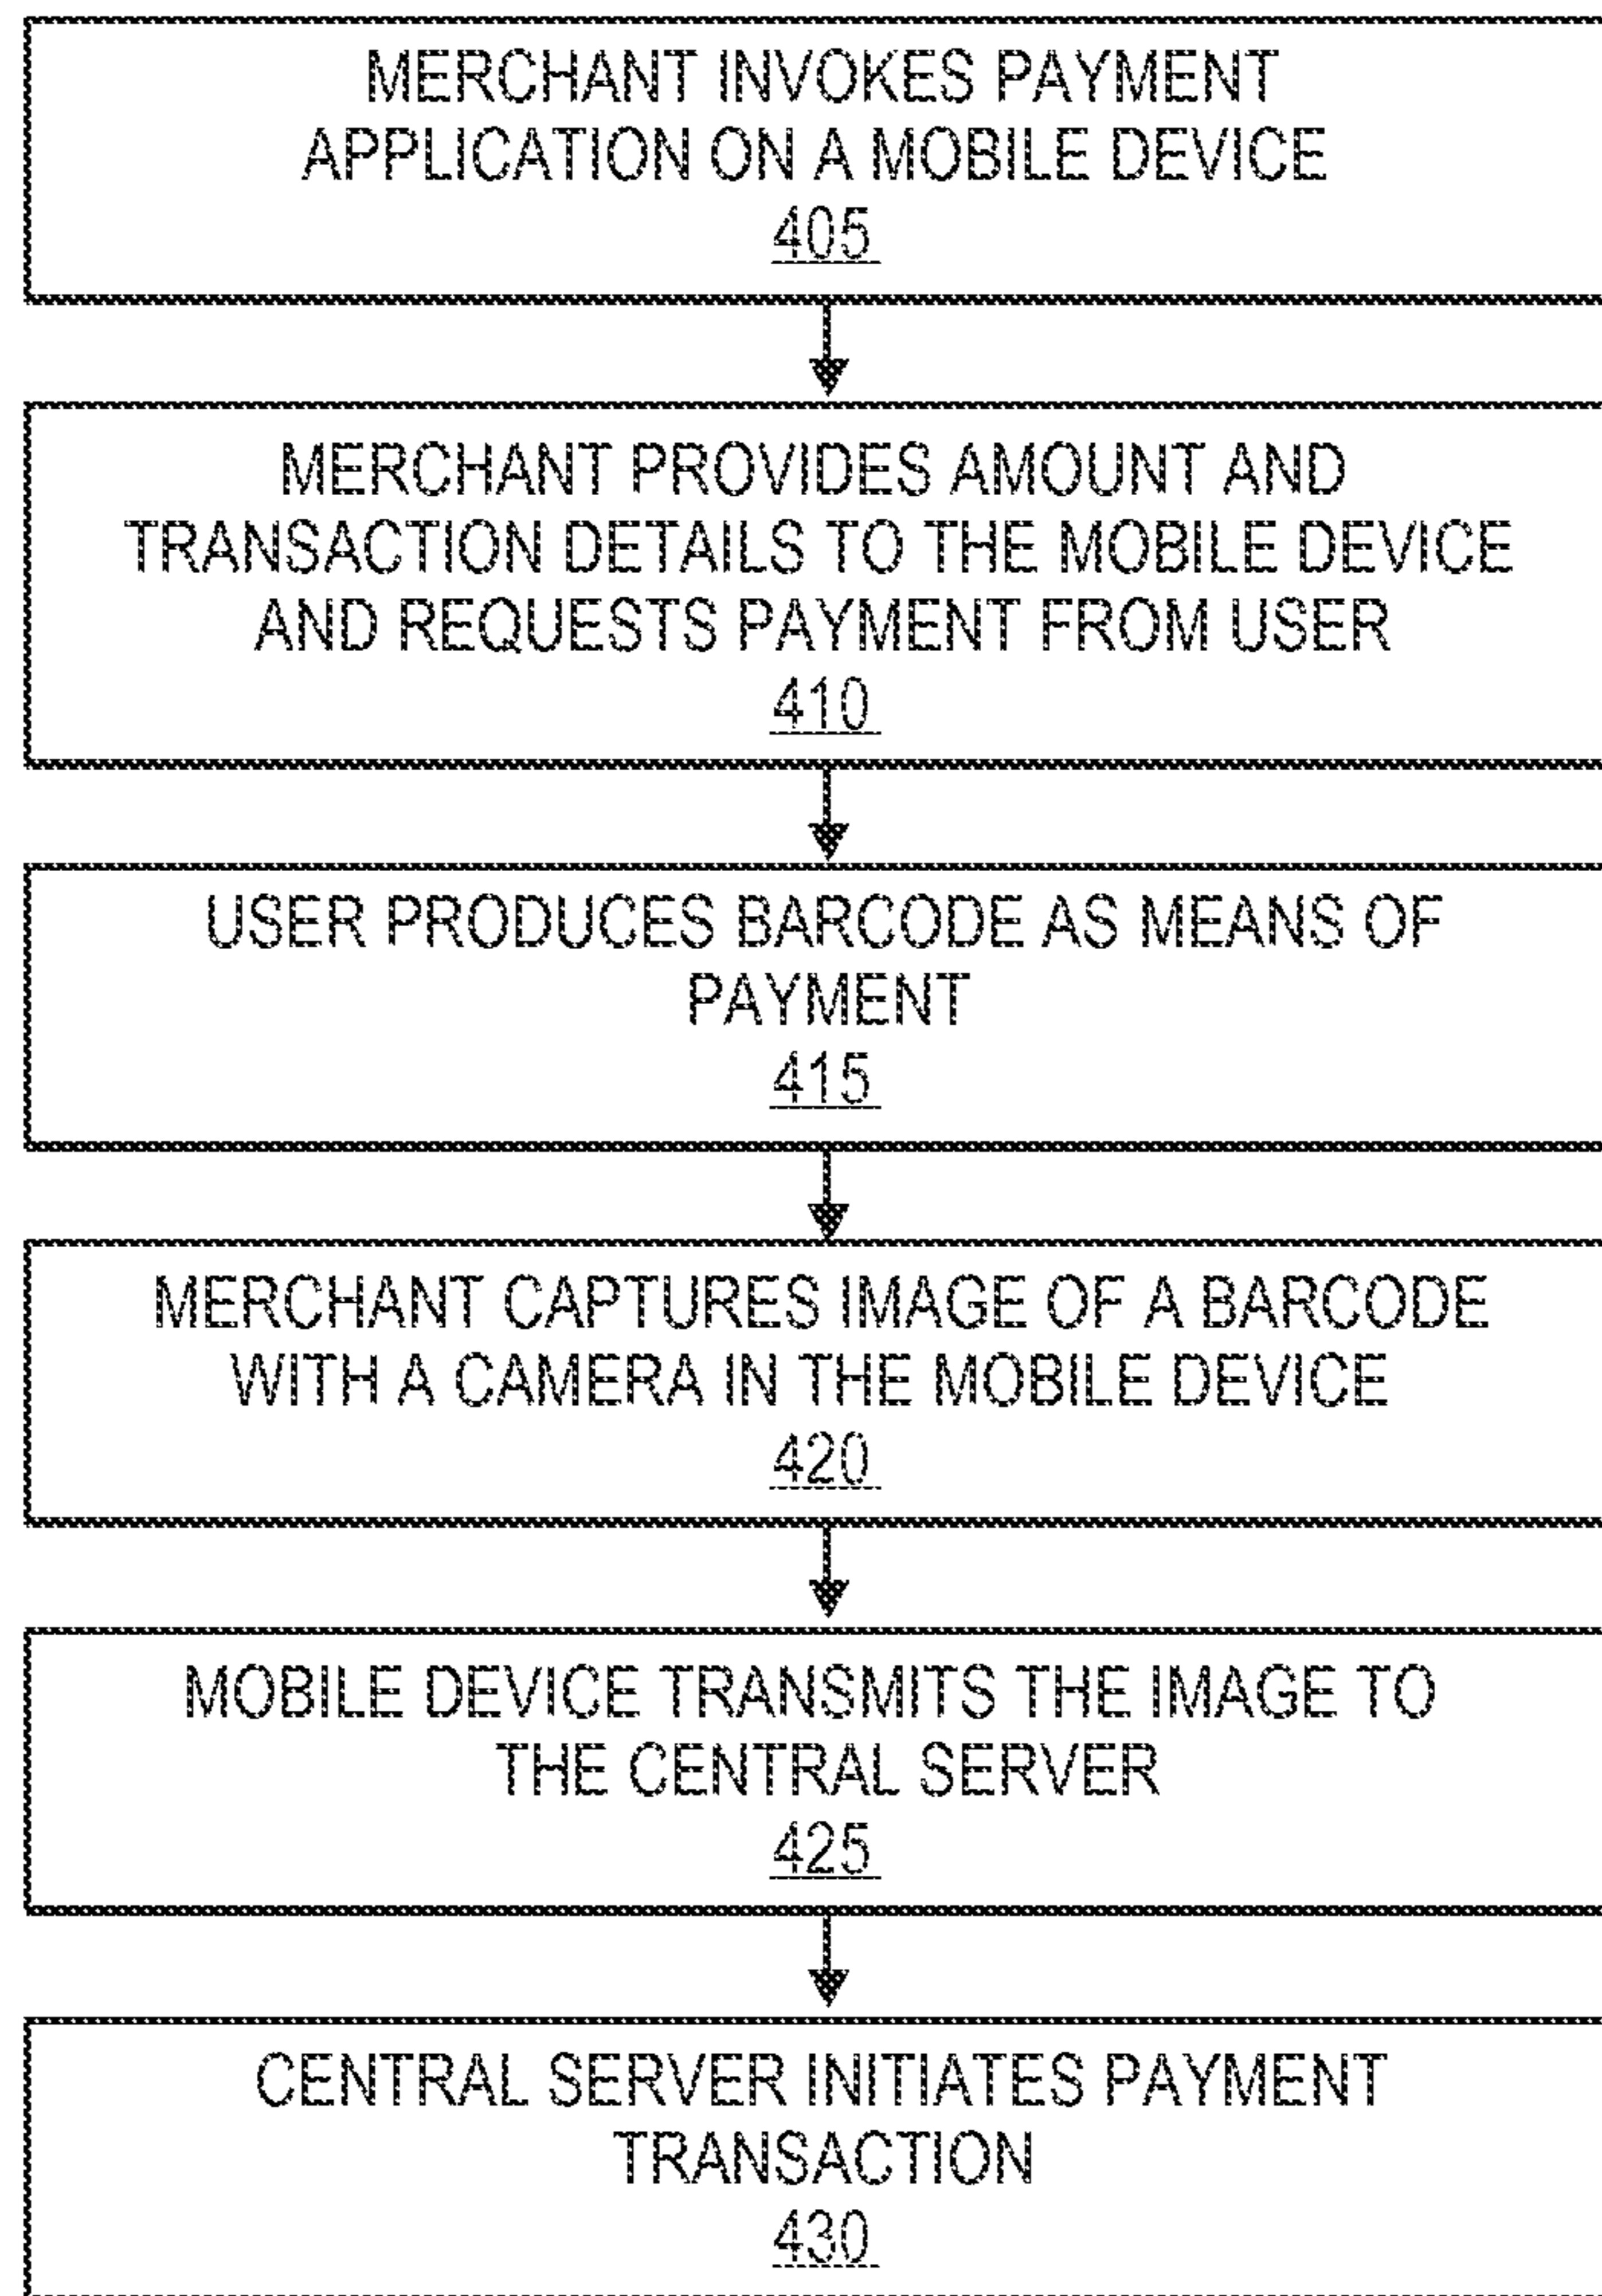 MERCHANT INVOKES PAYMENT
APPLICATION ON A MOBILE DEVICE
405
MERCHANT PROVIDES AMOUNT AND
TRANSACTION DETAILS TO THE MOBILE DEVICE
AND REQUESTS PAYMENT FROM USER
410
USER PRODUCES BARCODE AS MEANS OF
PAYMENT
415
MERCHANT CAPTURES IMAGE OF A BARCODE
WITH A CAMERA IN THE MOBILE DEVICE
420
MOBILE DEVICE TRANSMITS THE IMAGE TO
THE CENTRAL SERVER
425
CENTRAL SERVER INITIATES PAYMENT
TRANSACTION
430